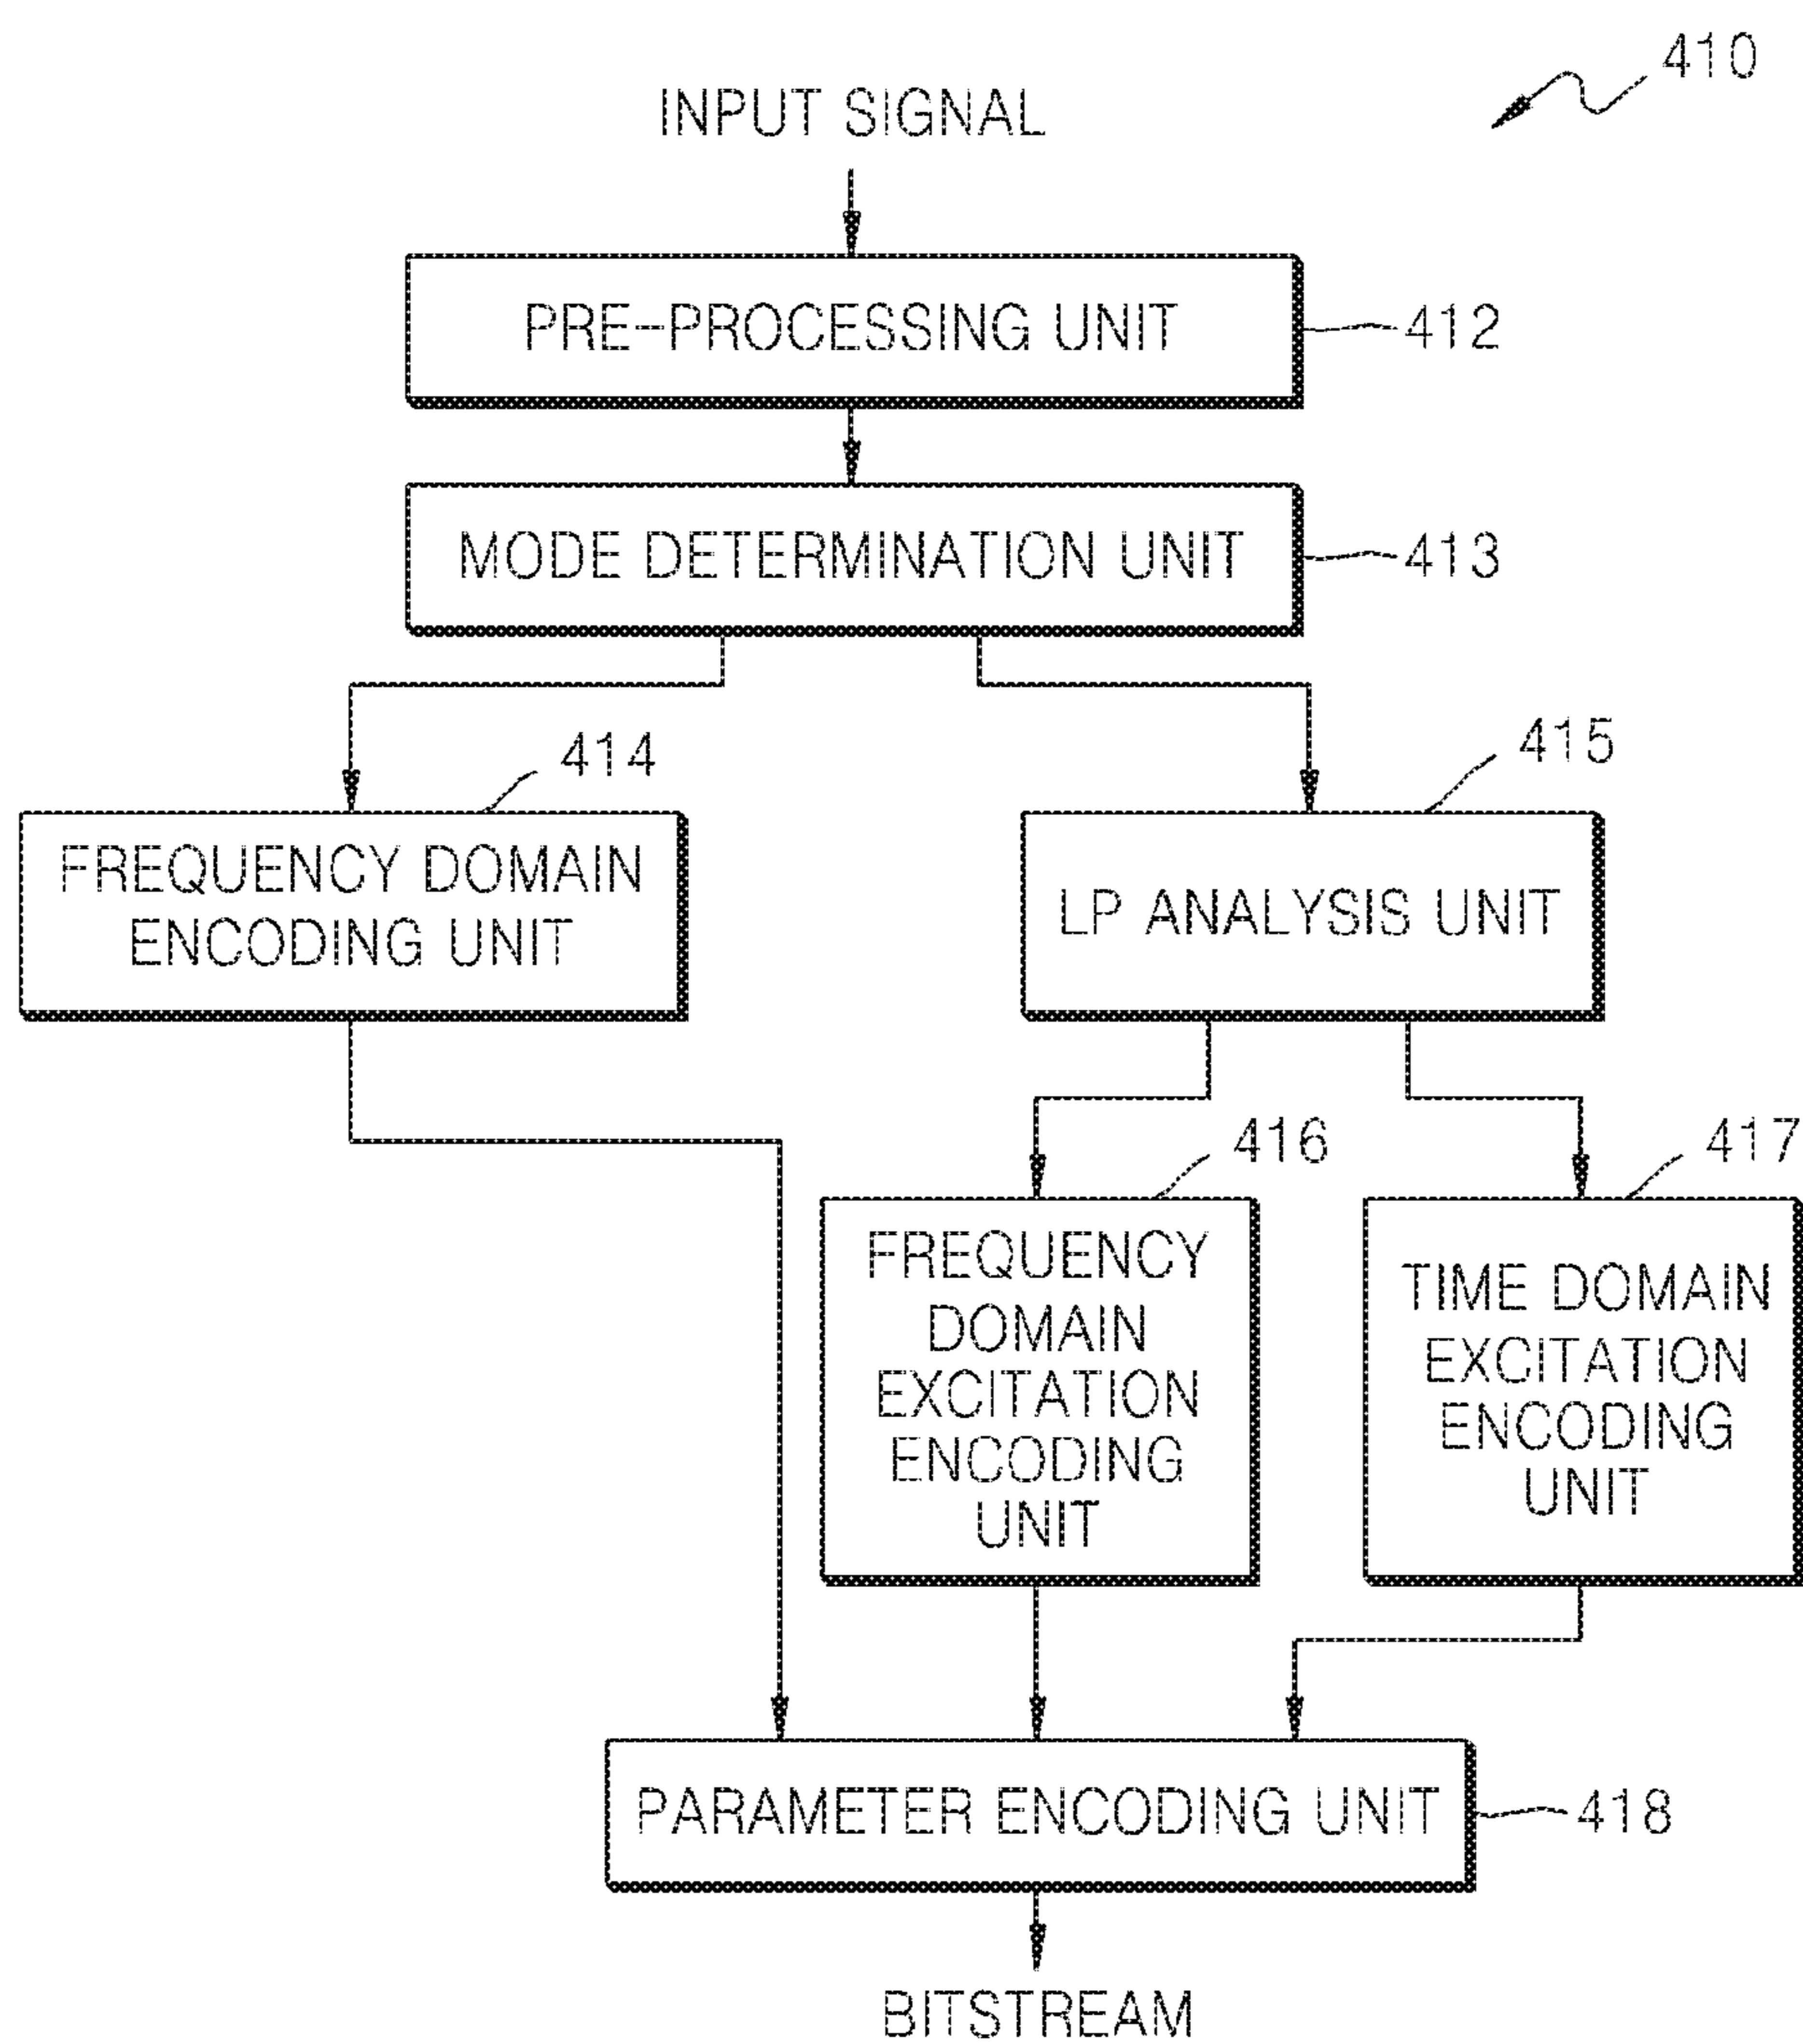 410
INPUT SIGNAL
PRE-PROCESSING UNIT
412
MODE DETERMINATION UNIT
413
414
415
FREQUENCY DOMAIN
ENCODING UNIT
LP ANALYSIS UNIT
416
417
FREQUENCY
DOMAIN
EXCITATION
ENCODING
UNIT
TIME DOMAIN
EXCITATION
ENCODING
UNIT
PARAMETER ENCODING UNIT
418
BITSTREAM